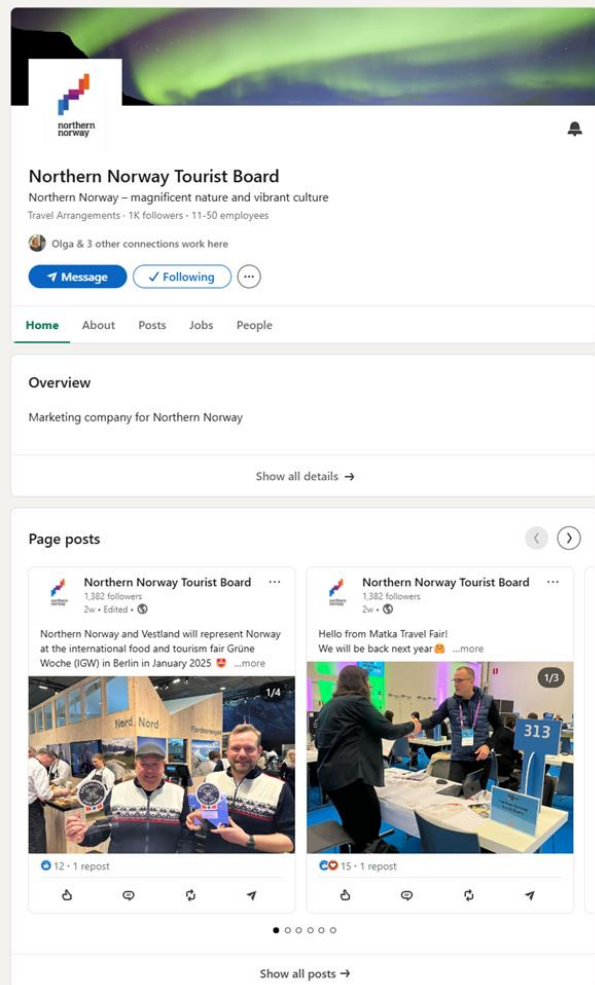 northern
norway
Northern Norway Tourist Board
Northern Norway – magnificent nature and vibrant culture
Travel Arrangements · 1K followers · 11-50 employees
Olga & 3 other connections work here
Message
Following
Home About Posts Jobs People
Overview
Marketing company for Northern Norway
Show all details →
Page posts
northern
norway
Northern Norway Tourist Board
1,382 followers
2w • Edited •
Northern Norway and Vestland will represent Norway
at the international food and tourism fair Grüne
Woche (IGW) in Berlin in January 2025 😍 ...more
1/4
Nord Nord
12 · 1 repost
northern
norway
Northern Norway Tourist Board
1,382 followers
2w •
Hello from Matka Travel Fair!
We will be back next year🤗 ...more
1/3
313
15 · 1 repost
Show all posts →